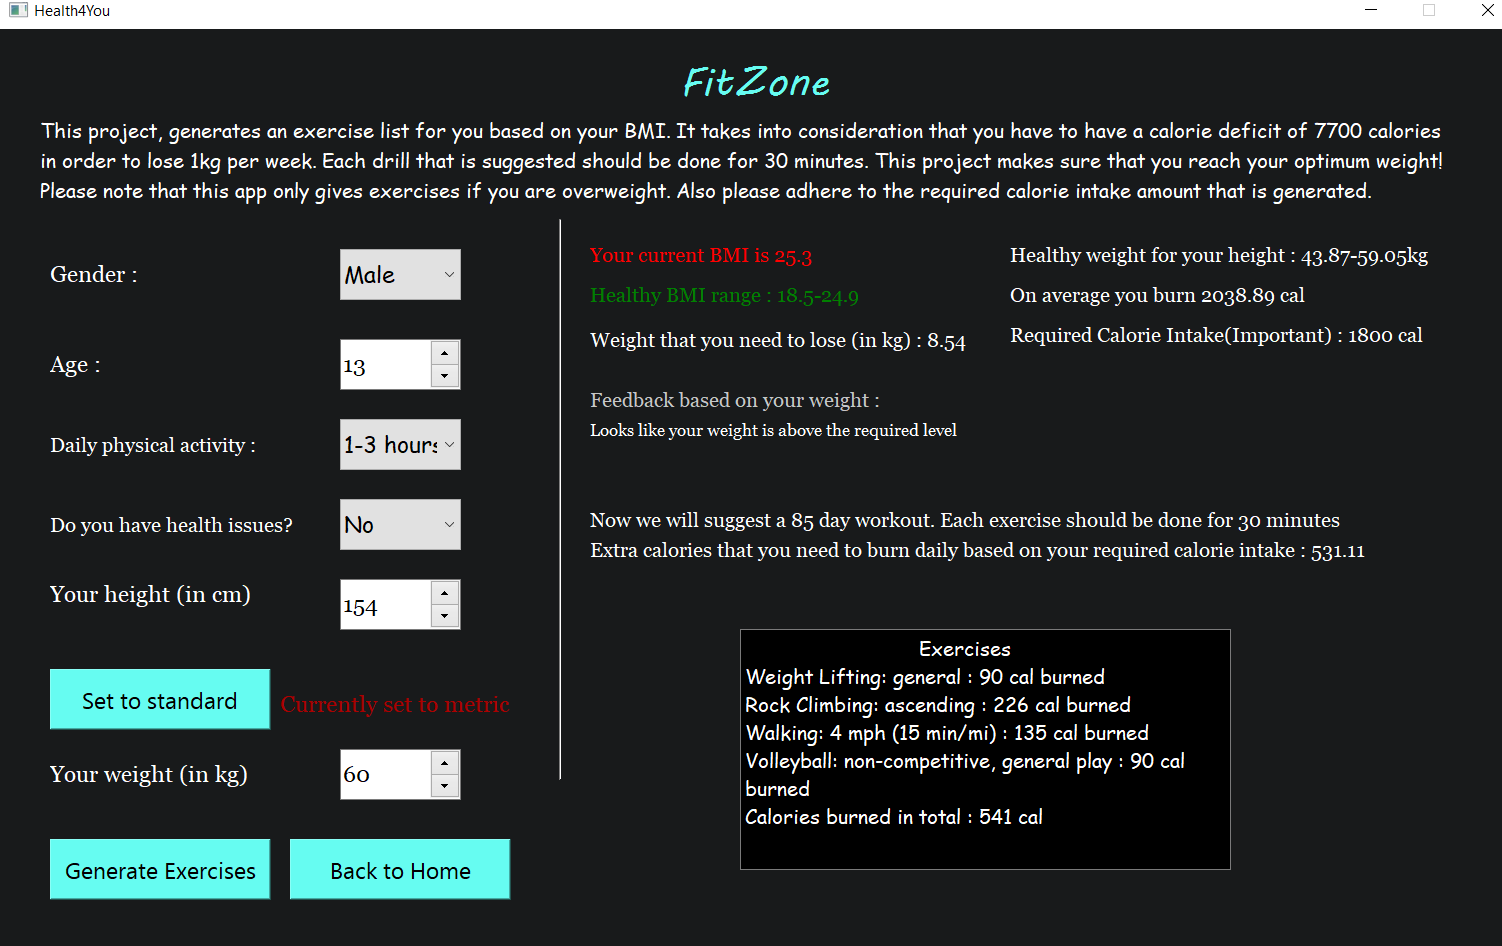 Health4You
FitZone
This project, generates an exercise list for you based on your BMI. It takes into consideration that you have to have a calorie deficit of 7700 calories
in order to lose 1kg per week. Each drill that is suggested should be done for 30 minutes. This project makes sure that you reach your optimum weight!
Please note that this app only gives exercises if you are overweight. Also please adhere to the required calorie intake amount that is generated.
Gender :
Male
Age :
13
Daily physical activity :
1-3 hours
Do you have health issues?
No
Your height (in cm)
154
Set to standard
Currently set to metric
Your weight (in kg)
60
Generate Exercises
Back to Home
Your current BMI is 25.3
Healthy BMI range : 18.5-24.9
Weight that you need to lose (in kg) : 8.54
Healthy weight for your height : 43.87-59.05kg
On average you burn 2038.89 cal
Required Calorie Intake(Important) : 1800 cal
Feedback based on your weight :
Looks like your weight is above the required level
Now we will suggest a 85 day workout. Each exercise should be done for 30 minutes
Extra calories that you need to burn daily based on your required calorie intake : 531.11
Exercises
Weight Lifting: general : 90 cal burned
Rock Climbing: ascending : 226 cal burned
Walking: 4 mph (15 min/mi) : 135 cal burned
Volleyball: non-competitive, general play : 90 cal
burned
Calories burned in total : 541 cal